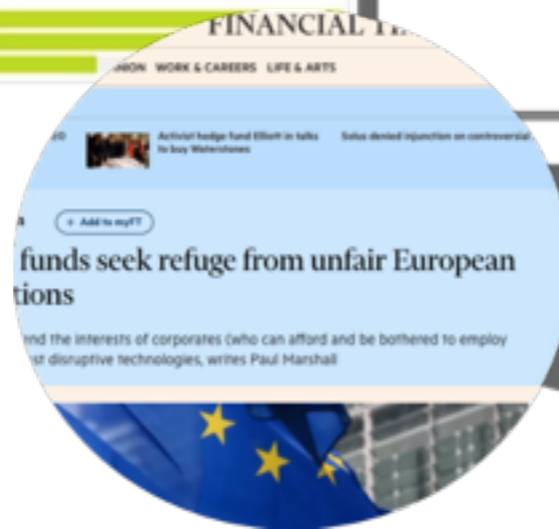 FINANCIAL
WORK & CAREERS LIFE & ARTS
Activist hedge fund Elliott in talks
to buy Waterstones
Solus denied injunction on controversial
+ Add to myFT
funds seek refuge from unfair European
tions
end the interests of corporates (who can afford and be bothered to employ
st disruptive technologies, writes Paul Marshall